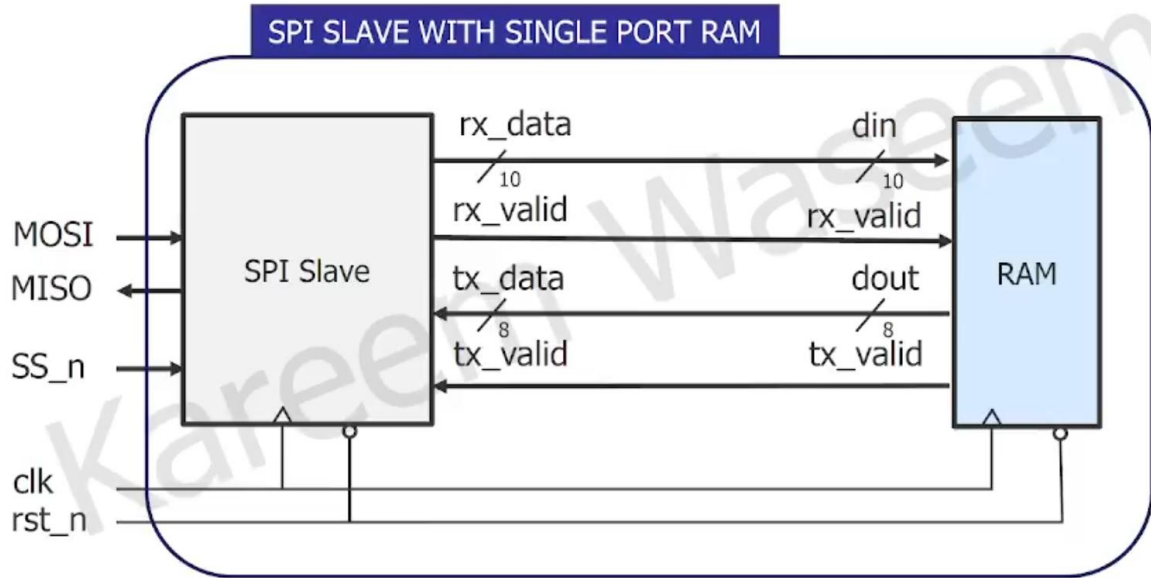 SPI SLAVE WITH SINGLE PORT RAM
rx_data din
10 10
rx_valid rx_valid
MOSI
SPI Slave RAM
MISO
tx_data dout
8 8
tx_valid tx_valid
SS_n
clk
rst_n
Kareem Waseem